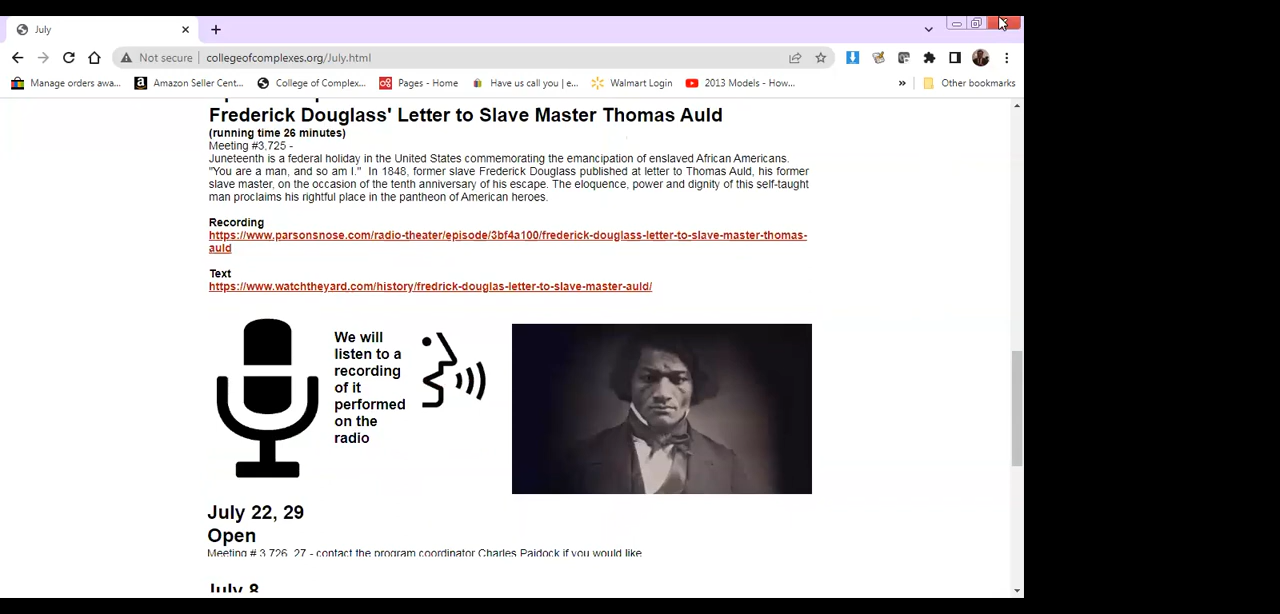 July
Not secure | collegeofcomplexes.org/July.html
Manage orders awa... Amazon Seller Cent... College of Complex... Pages - Home Have us call you | e... Walmart Login 2013 Models - How... » Other bookmarks
Frederick Douglass' Letter to Slave Master Thomas Auld
(running time 26 minutes)
Meeting #3,725 -
Juneteenth is a federal holiday in the United States commemorating the emancipation of enslaved African Americans.
"You are a man, and so am I." In 1848, former slave Frederick Douglass published at letter to Thomas Auld, his former
slave master, on the occasion of the tenth anniversary of his escape. The eloquence, power and dignity of this self-taught
man proclaims his rightful place in the pantheon of American heroes.
Recording
https://www.parsonsnose.com/radio-theater/episode/3bf4a100/frederick-douglass-letter-to-slave-master-thomas-
auld
Text
https://www.watchtheyard.com/history/fredrick-douglas-letter-to-slave-master-auld/
We will
listen to a
recording
of it
performed
on the
radio
July 22, 29
Open
Meeting # 3,726, 27 - contact the program coordinator Charles Paidock if you would like
July 8